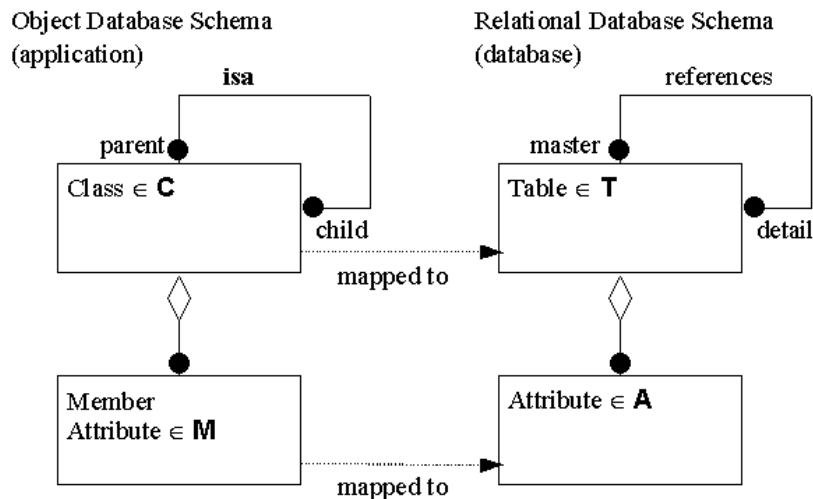 Object Database Schema
(application)
isa
parent
Class ∈ C
child
mapped to
Member
Attribute ∈ M
mapped to
Relational Database Schema
(database)
references
master
Table ∈ T
detail
Attribute ∈ A